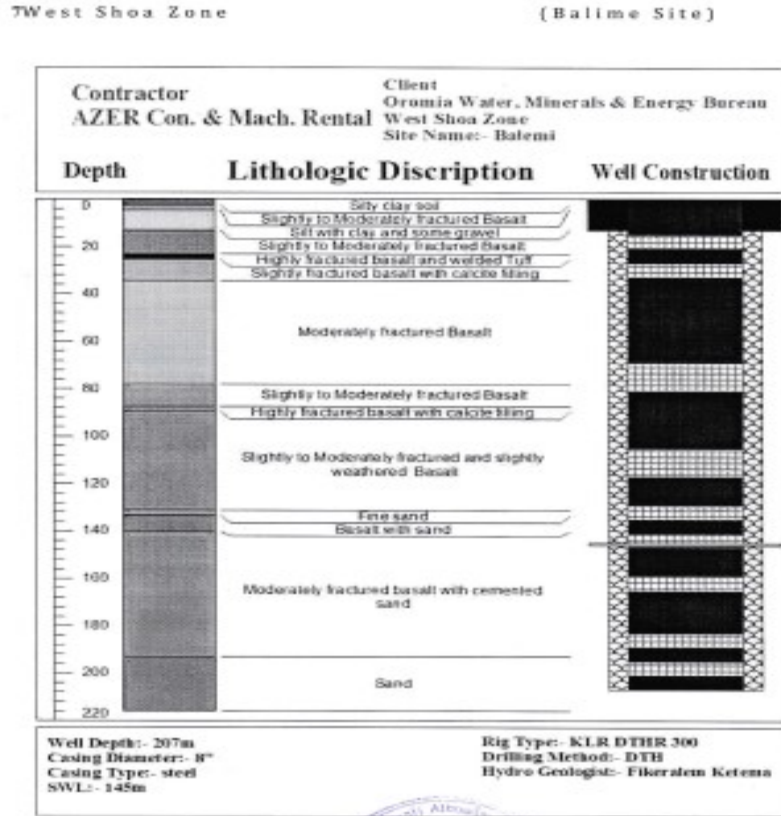 7West Shoa Zone (Balime Site)
Contractor
AZER Con. & Mach. Rental
Client
Oromia Water, Minerals & Energy Bureau
West Shoa Zone
Site Name:- Balemi
Depth Lithologic Discription Well Construction
0
20
40
60
80
100
120
140
160
180
200
220
Silty clay soil
Slightly to Moderately fractured Basalt
Silt with clay and some gravel
Slightly to Moderately fractured Basalt
Highly fractured basalt and welded Tuff
Slightly fractured basalt with calcite filling
Moderately fractured Basalt
Slightly to Moderately fractured Basalt
Highly fractured basalt with calcite filling
Slightly to Moderately fractured and slightly
weathered Basalt
Fine sand
Basalt with sand
Moderately fractured basalt with cemented
sand
Sand
Well Depth:- 207m
Casing Diameter:- 8"
Casing Type:- steel
SWL:- 145m
Rig Type:- KLR DTHR 300
Drilling Method:- DTH
Hydro Geologist:- Fikeralem Ketema